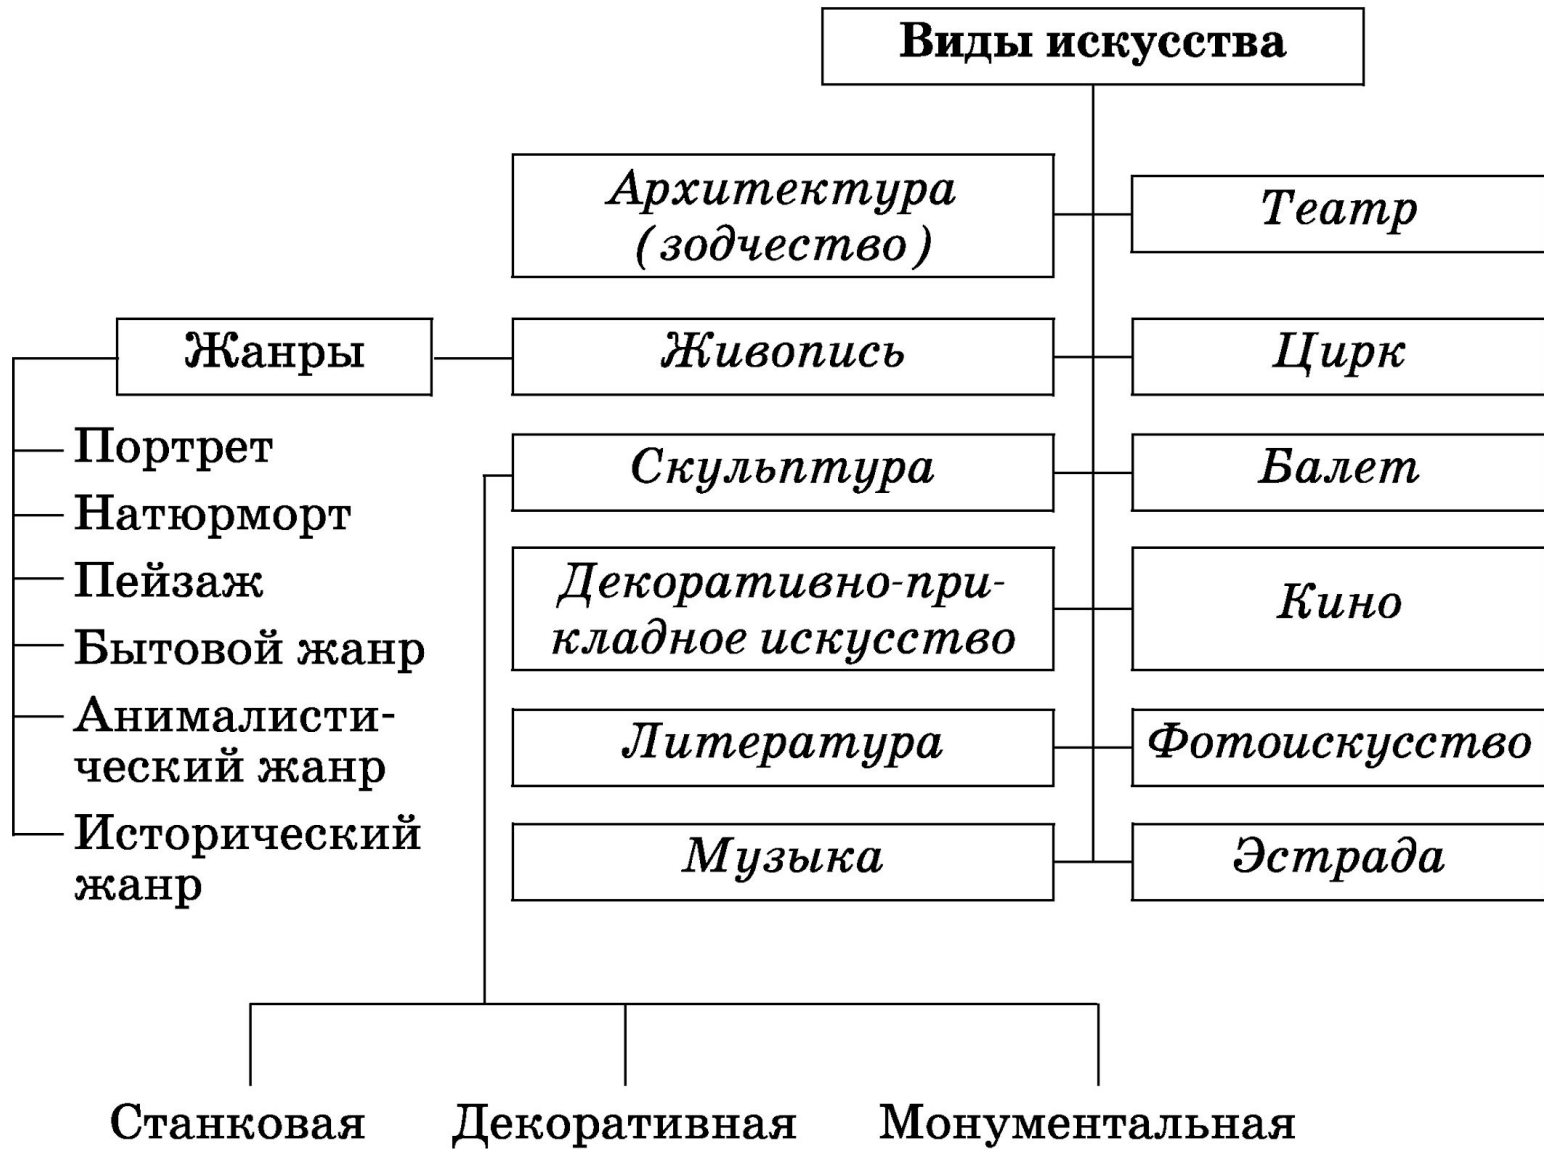 Виды искусства
Архитектура
(зодчество)
Театр
Жанры
Живопись
Цирк
Портрет
Натюрморт
Пейзаж
Бытовой жанр
Анималисти-
ческий жанр
Исторический
жанр
Скульптура
Балет
Декоративно-при-
кладное искусство
Кино
Литература
Фотоискусство
Музыка
Эстрада
Станковая
Декоративная
Монументальная